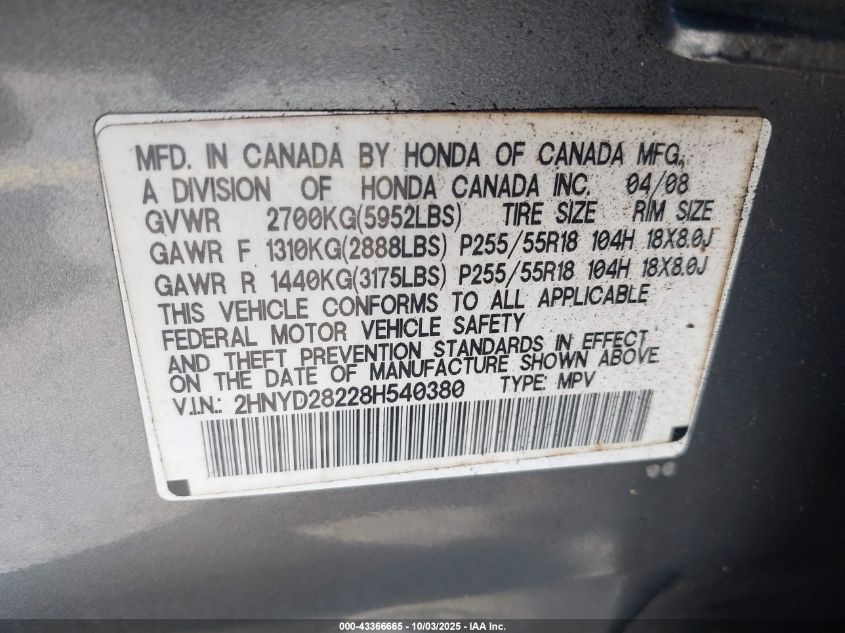 MFD. IN CANADA BY HONDA OF CANADA MFG.,
A DIVISION OF HONDA CANADA INC. 04/08
GVWR 2700KG(5952LBS) TIRE SIZE RIM SIZE
GAWR F 1310KG(2888LBS) P255/55R18 104H 18X8.0J
GAWR R 1440KG(3175LBS) P255/55R18 104H 18X8.0J
THIS VEHICLE CONFORMS TO ALL APPLICABLE
FEDERAL MOTOR VEHICLE SAFETY
AND THEFT PREVENTION STANDARDS IN EFFECT
ON THE DATE OF MANUFACTURE SHOWN ABOVE.
V.I.N.: 2HNYD28228H540380 TYPE: MPV
000-43366665 - 10/03/2025 - IAA Inc.